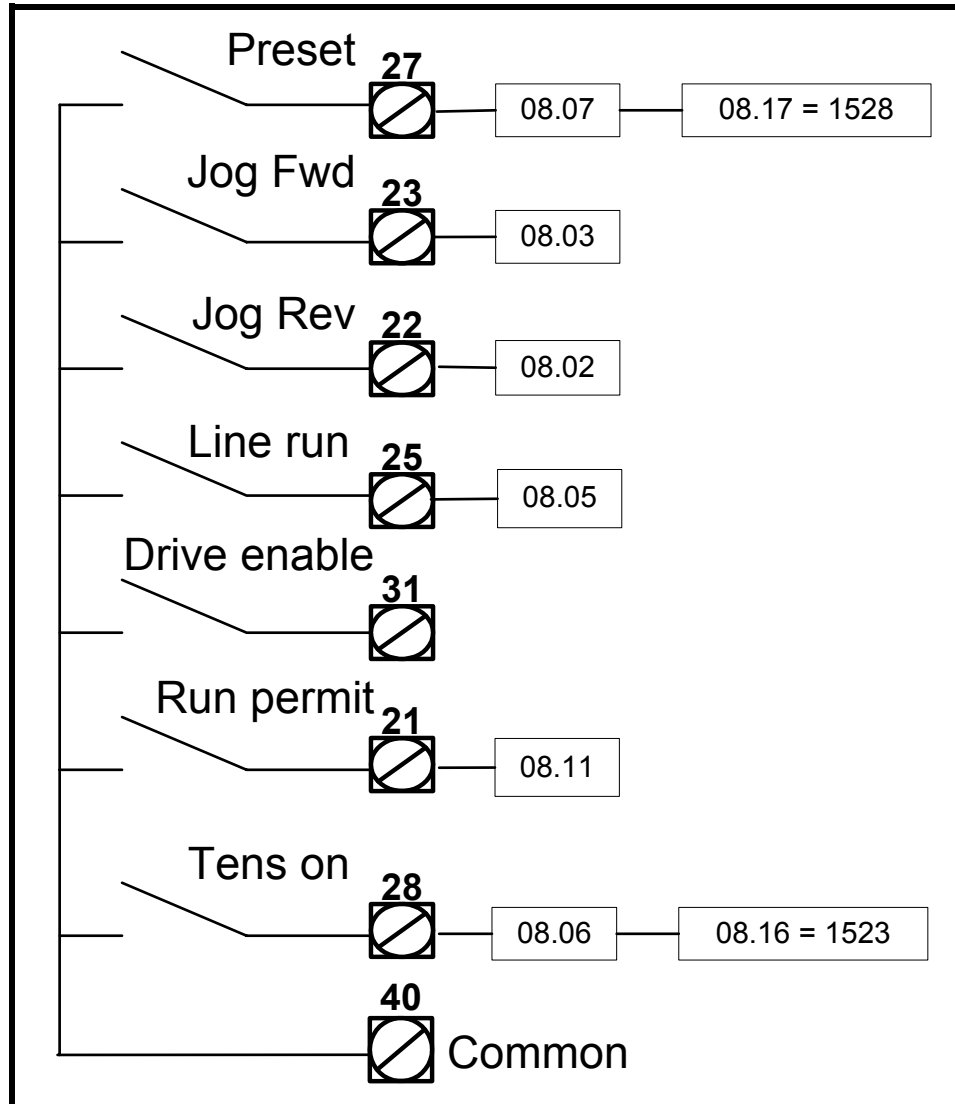 Preset
27
08.07
08.17 = 1528
Jog Fwd
23
08.03
Jog Rev
22
08.02
Line run
25
08.05
Drive enable
31
Run permit
21
08.11
Tens on
28
08.06
08.16 = 1523
40
Common